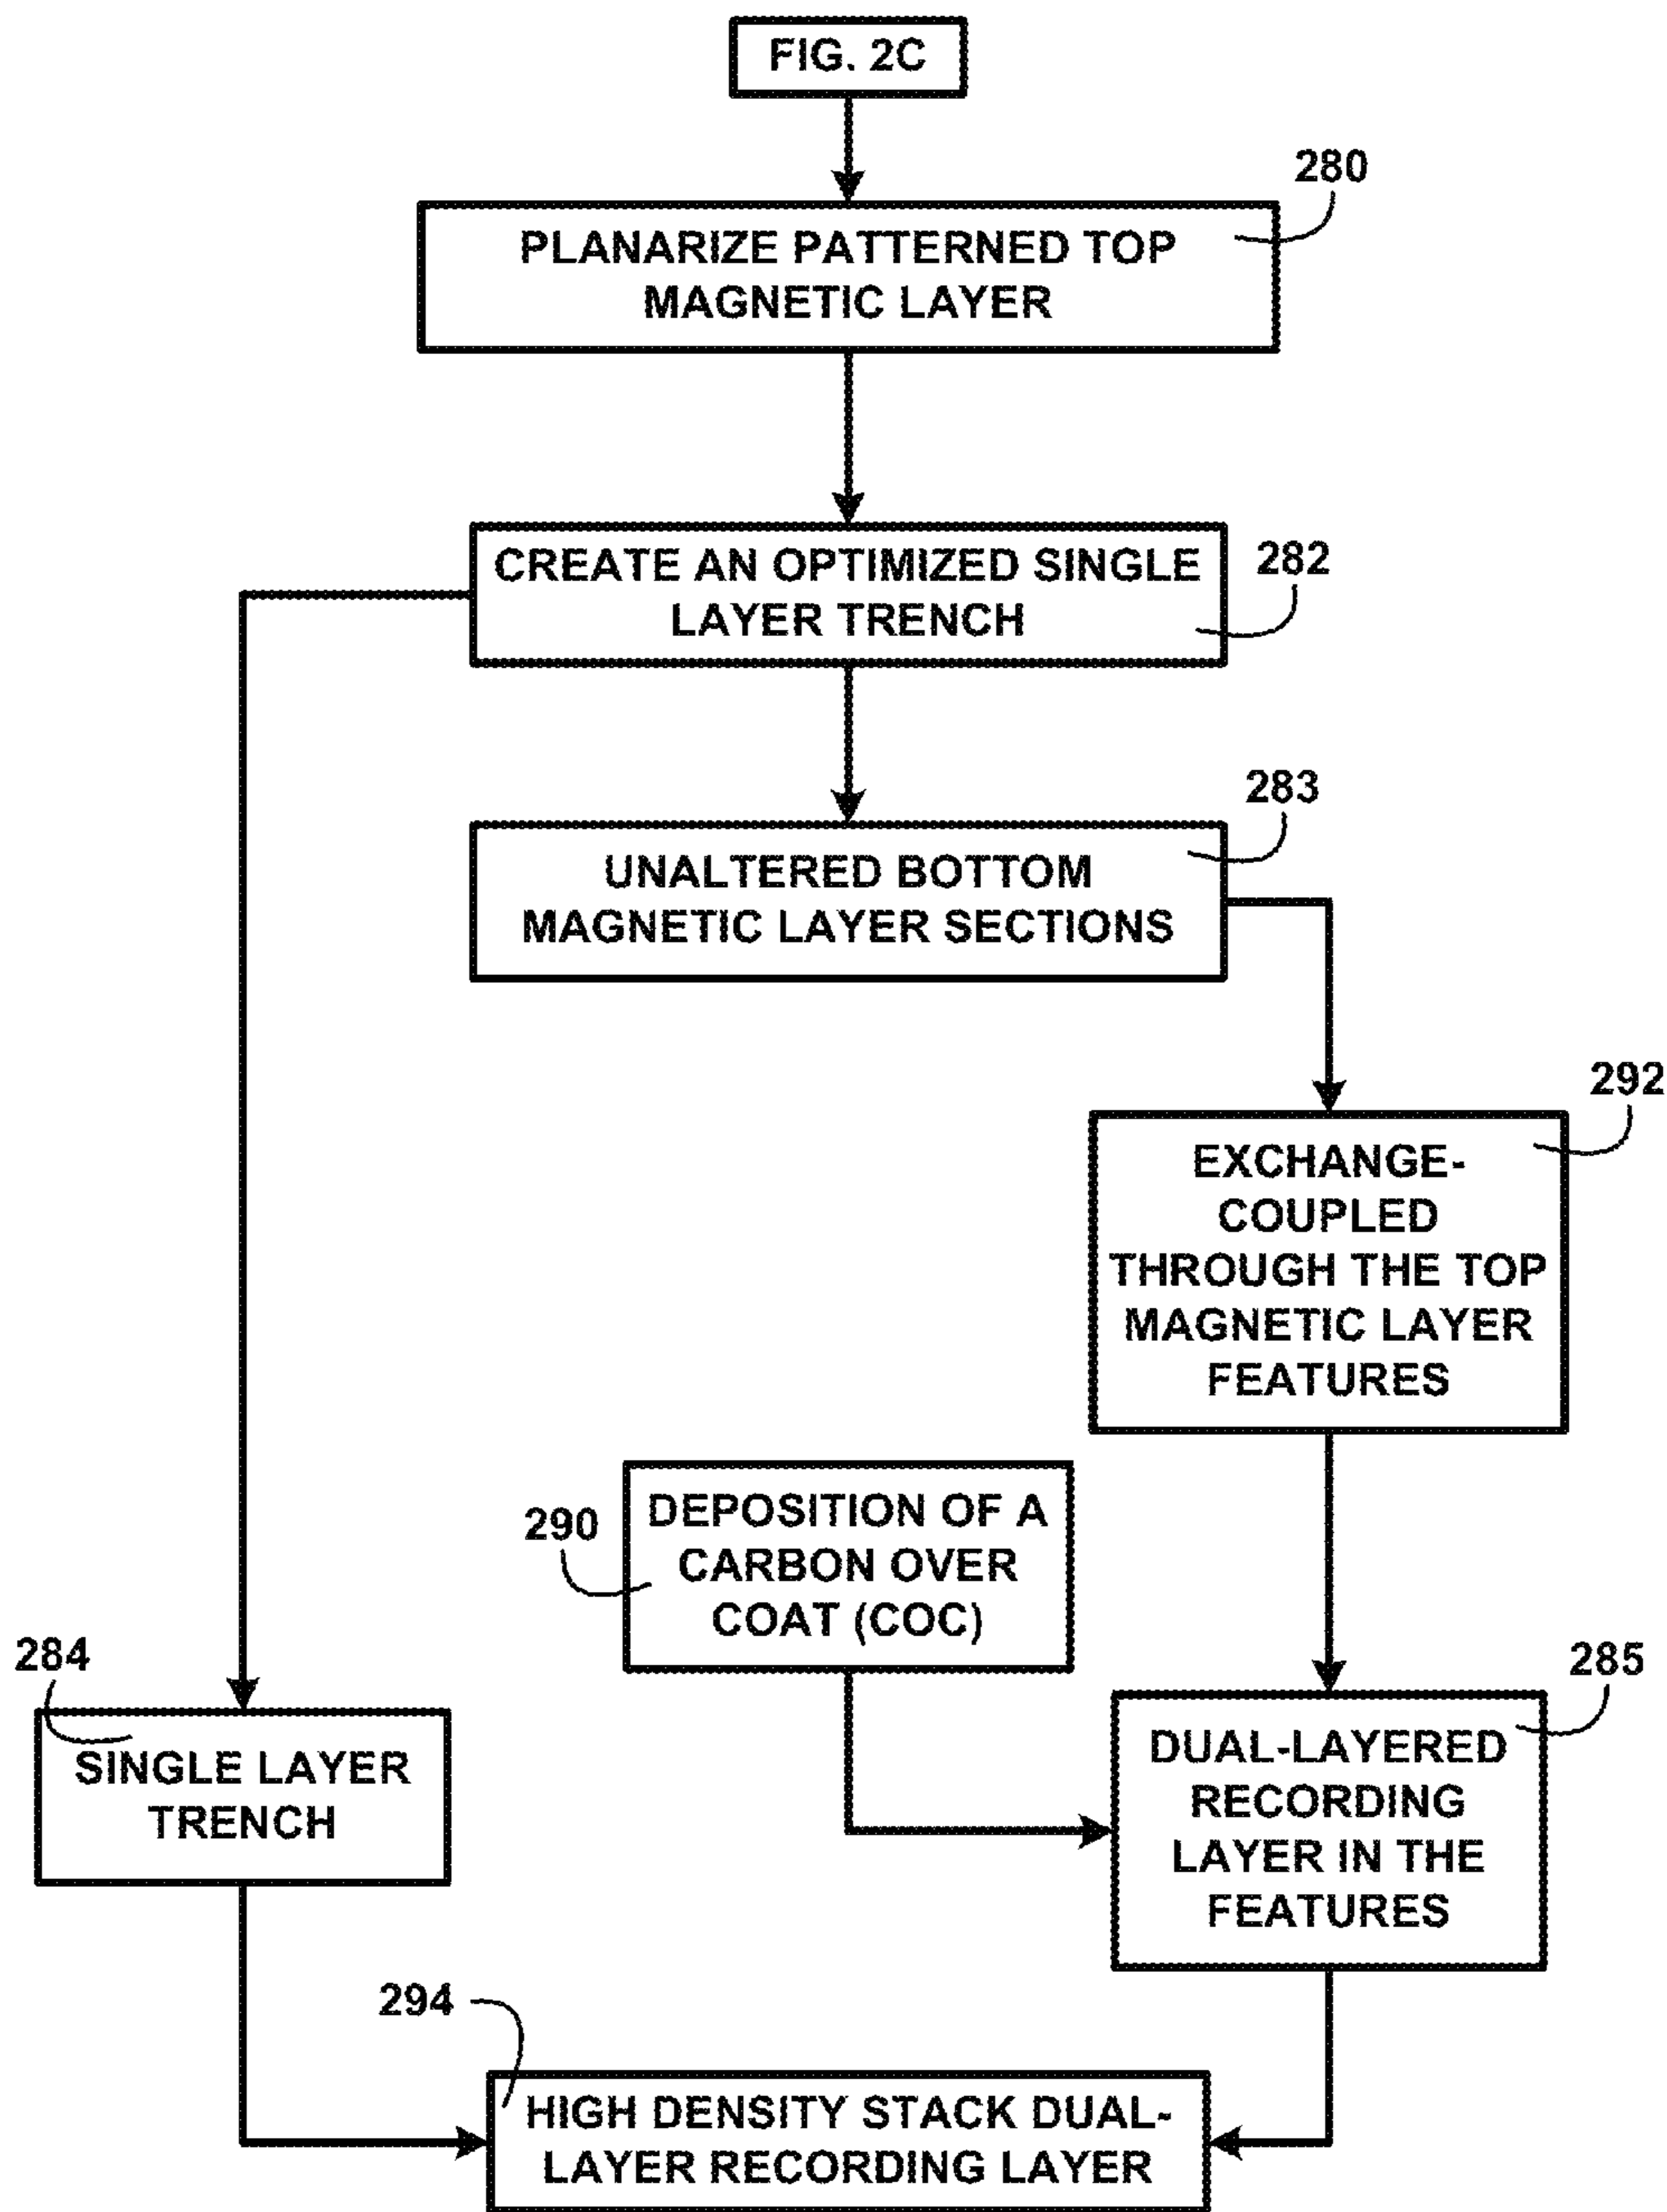 FIG. 2C
280
PLANARIZE PATTERNED TOP
MAGNETIC LAYER
CREATE AN OPTIMIZED SINGLE
LAYER TRENCH
282
283
UNALTERED BOTTOM
MAGNETIC LAYER SECTIONS
292
EXCHANGE-
COUPLED
THROUGH THE TOP
MAGNETIC LAYER
FEATURES
290
DEPOSITION OF A
CARBON OVER
COAT (COC)
284
SINGLE LAYER
TRENCH
285
DUAL-LAYERED
RECORDING
LAYER IN THE
FEATURES
294
HIGH DENSITY STACK DUAL-
LAYER RECORDING LAYER